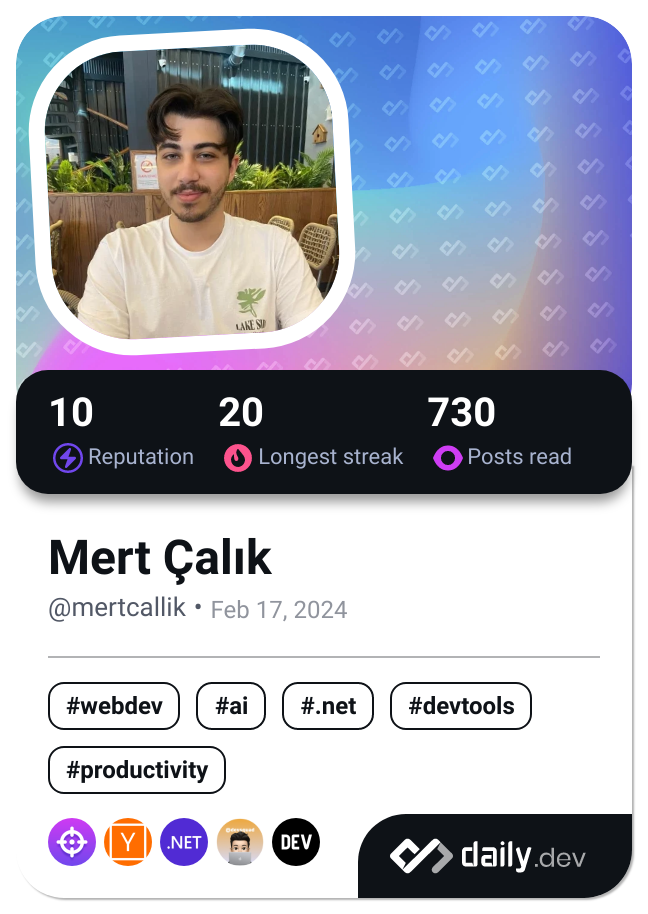 LAKE
10
20
730
Reputation
Longest streak
Posts read
Mert Çalık
@mertcallik • Feb 17, 2024
#webdev
#ai
#.net
#devtools
#productivity
Y
.NET
DEV
daily.dev